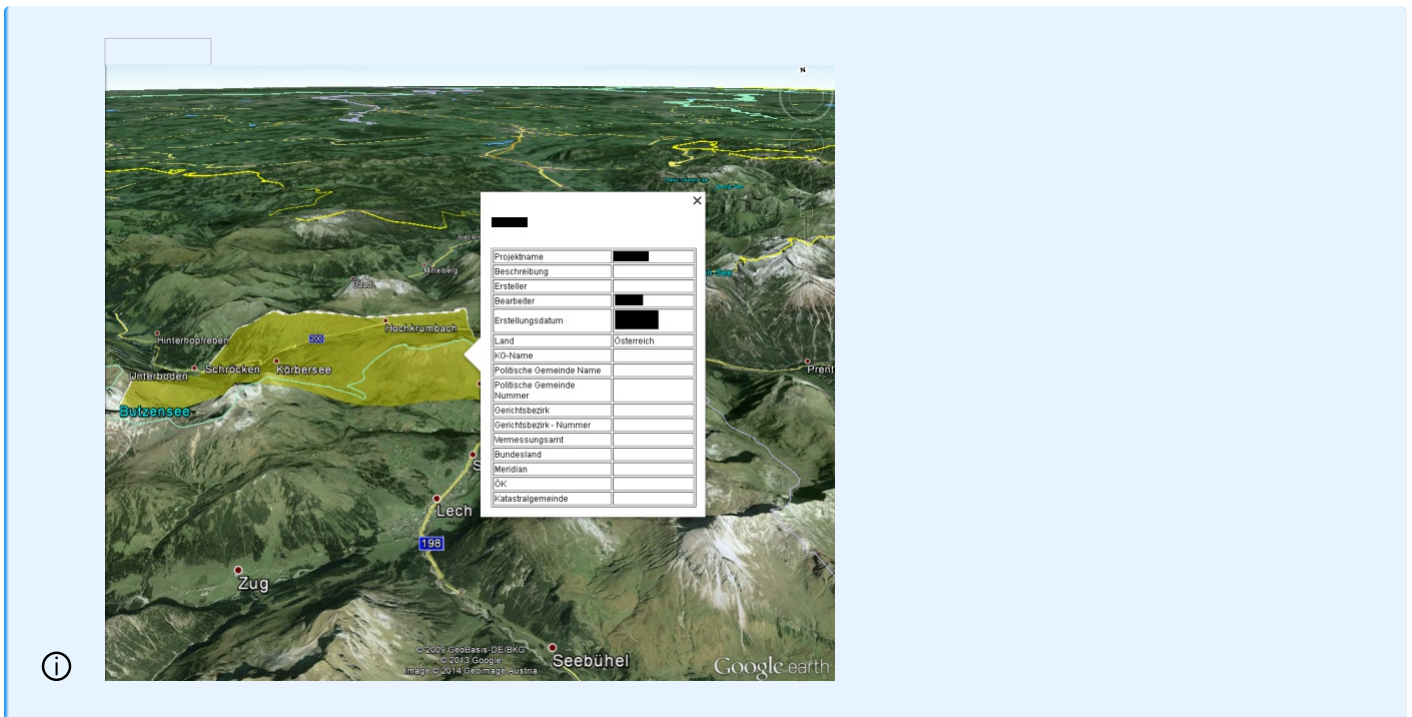 N
×
Projektname
Beschreibung
Ersteller
Bearbeiter
Erstellungsdatum
Land Österreich
KG-Name
Politische Gemeinde Name
Politische Gemeinde
Nummer
Gerichtsbezirk
Gerichtsbezirk - Nummer
Vermessungsamt
Bundesland
Meridian
ÖK
Katastralgemeinde
Mittelberg
Baad
Hochkrumbach
200
Hinterhopfreben
Schröcken
Körbersee
Unterboden
Prent
Butzensee
S
Lech
198
Zug
Seebühel
© 2009 GeoBasis-DE/BKG
© 2013 Google
Image © 2014 Geoimage Austria
Google earth